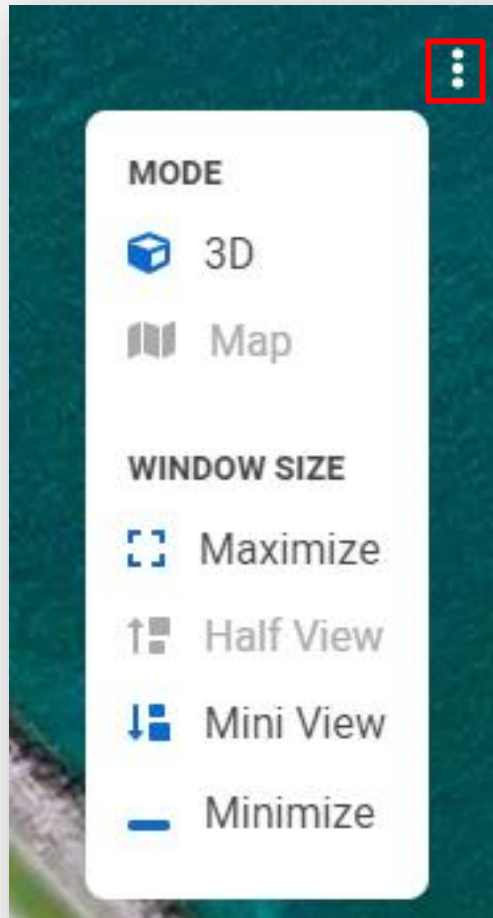 MODE
3D
Map
WINDOW SIZE
Maximize
Half View
Mini View
Minimize